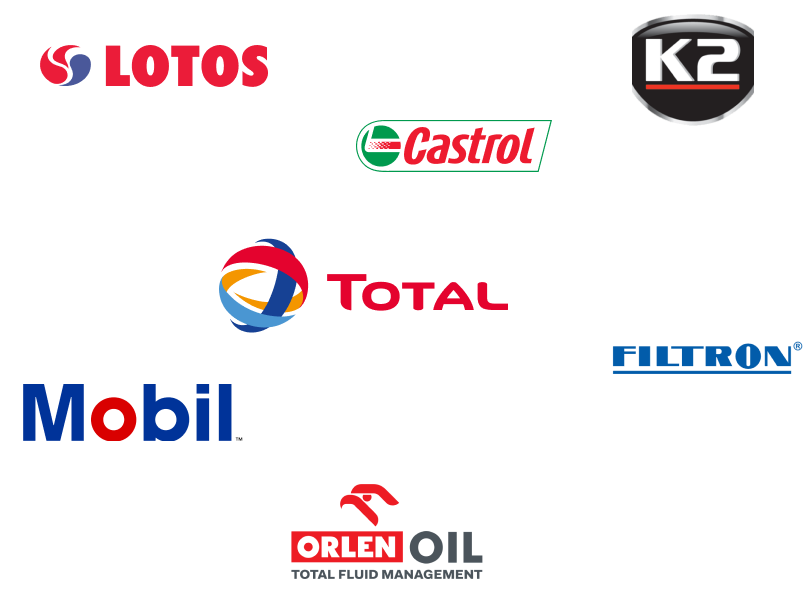 LOTOS
K2
Castrol
TOTAL
FILTRON®
Mobil™
ORLEN OIL
TOTAL FLUID MANAGEMENT